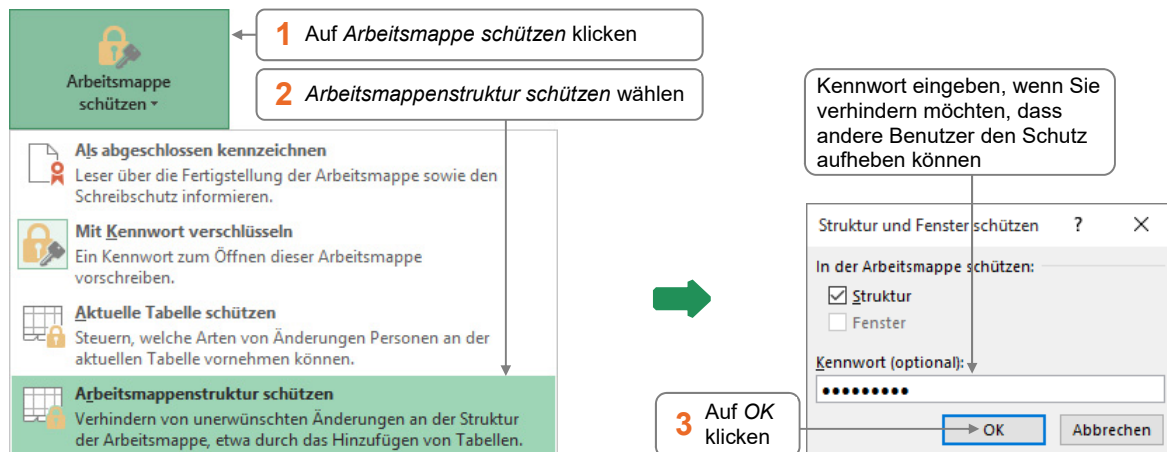 Arbeitsmappe
schützen
1 Auf Arbeitsmappe schützen klicken
2 Arbeitsmappenstruktur schützen wählen
Als abgeschlossen kennzeichnen
Leser über die Fertigstellung der Arbeitsmappe sowie den
Schreibschutz informieren.
Mit Kennwort verschlüsseln
Ein Kennwort zum Öffnen dieser Arbeitsmappe
vorschreiben.
Aktuelle Tabelle schützen
Steuern, welche Arten von Änderungen Personen an der
aktuellen Tabelle vornehmen können.
Arbeitsmappenstruktur schützen
Verhindern von unerwünschten Änderungen an der Struktur
der Arbeitsmappe, etwa durch das Hinzufügen von Tabellen.
Kennwort eingeben, wenn Sie
verhindern möchten, dass
andere Benutzer den Schutz
aufheben können
Struktur und Fenster schützen ?
In der Arbeitsmappe schützen:
Struktur
Fenster
Kennwort (optional):
•••••••••
3 Auf OK
klicken
OK Abbrechen